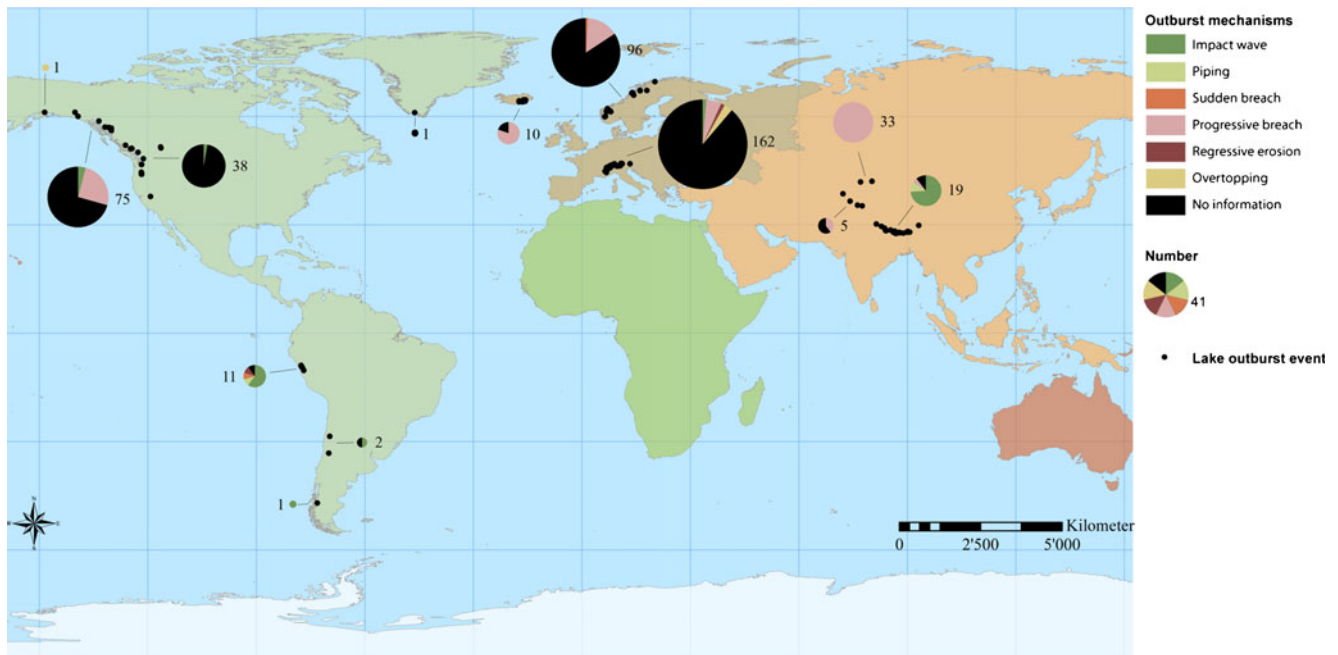 Outburst mechanisms
Impact wave
Piping
Sudden breach
Progressive breach
Regressive erosion
Overtopping
No information
Number
41
Lake outburst event
1
96
10
1
162
33
38
75
19
5
11
2
1
N
W E
S
Kilometer
0 2'500 5'000